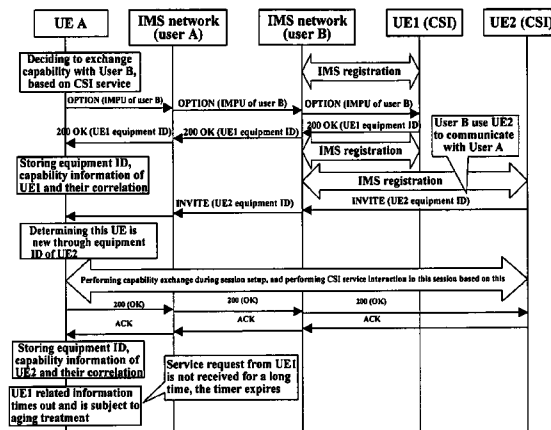 UE A
IMS network
(user A)
IMS network
(user B)
UE1 (CSI)
UE2 (CSI)
Deciding to exchange
capability with User B,
based on CSI service
IMS registration
OPTION (IMPU of user B)
OPTION (IMPU of user B)
OPTION (IMPU of user B)
200 OK (UE1 equipment ID)
200 OK (UE1 equipment ID)
200 OK (UE1 equipment ID)
User B use UE2
to communicate
with User A
IMS registration
Storing equipment ID,
capability information of
UE1 and their correlation
IMS registration
INVITE (UE2 equipment ID)
INVITE (UE2 equipment ID)
Determining this UE is
new through equipment
ID of UE2
Performing capability exchange during session setup, and performing CSI service interaction in this session based on this
200 (OK)
200 (OK)
200 (OK)
ACK
ACK
ACK
Storing equipment ID,
capability information of
UE2 and their correlation
Service request from UE1
is not received for a long
time, the timer expires
UE1 related information
times out and is subject to
aging treatment